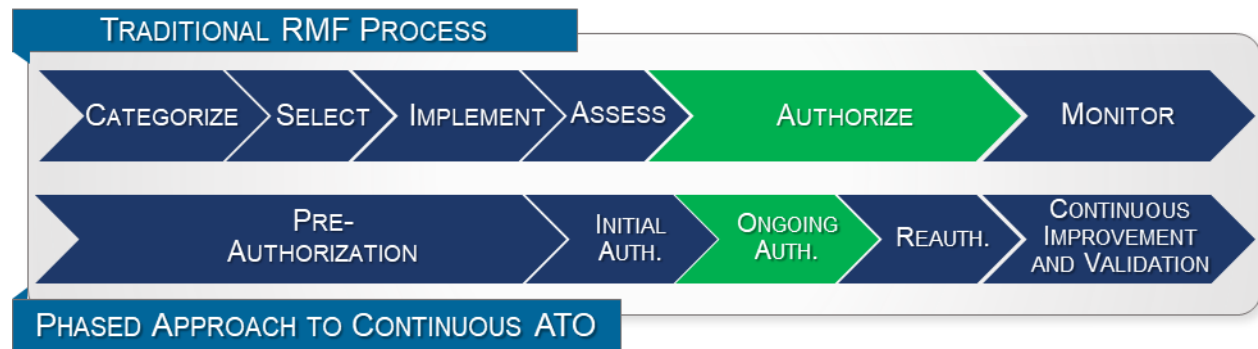 TRADITIONAL RMF PROCESS
CATEGORIZE
SELECT
IMPLEMENT
ASSESS
AUTHORIZE
MONITOR
PRE-
AUTHORIZATION
INITIAL
AUTH.
ONGOING
AUTH.
REAUTH.
CONTINUOUS
IMPROVEMENT
AND VALIDATION
PHASED APPROACH TO CONTINUOUS ATO